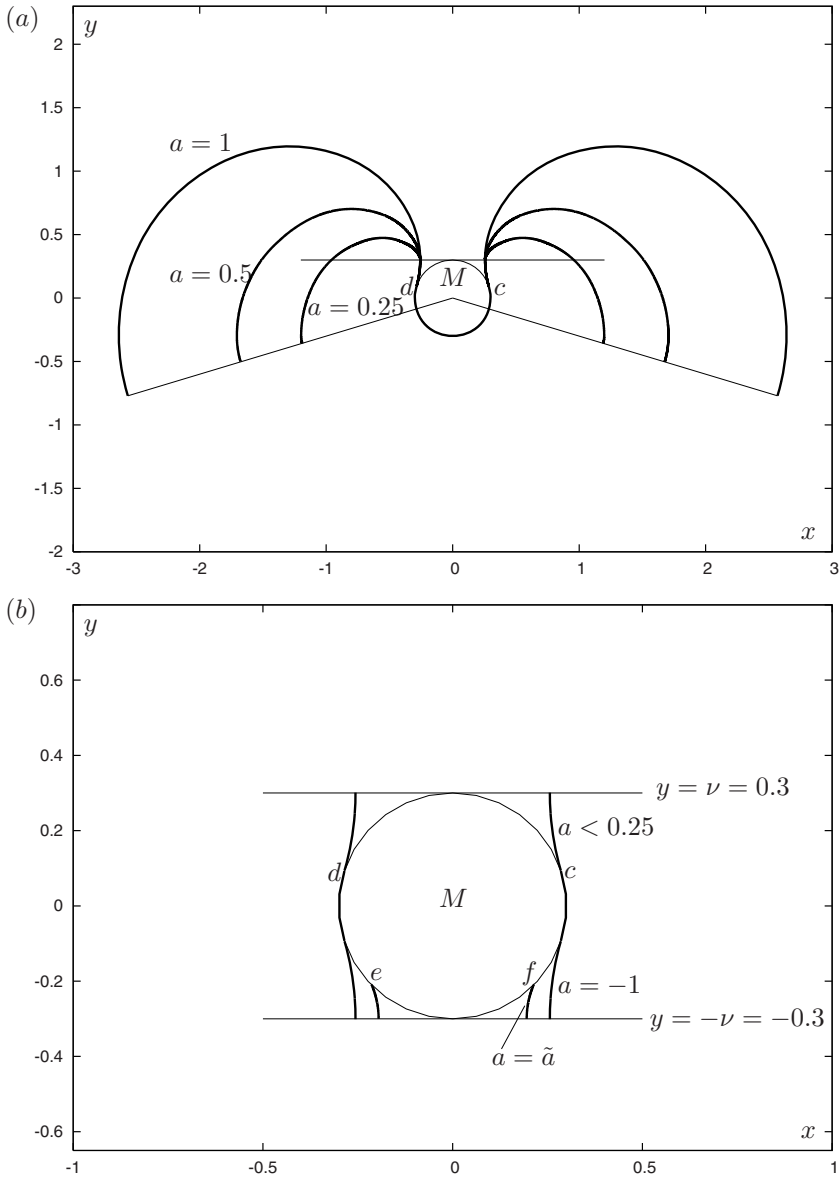 (a)
y
2
1.5
1
0.5
0
-0.5
-1
-1.5
-2
a = 1
a = 0.5
a = 0.25
d
M
c
x
-3
-2
-1
0
1
2
3
(b)
y
0.6
0.4
0.2
0
-0.2
-0.4
-0.6
y = ν = 0.3
a < 0.25
d
c
M
e
f
a = −1
y = −ν = −0.3
a = ã
x
-1
-0.5
0
0.5
1